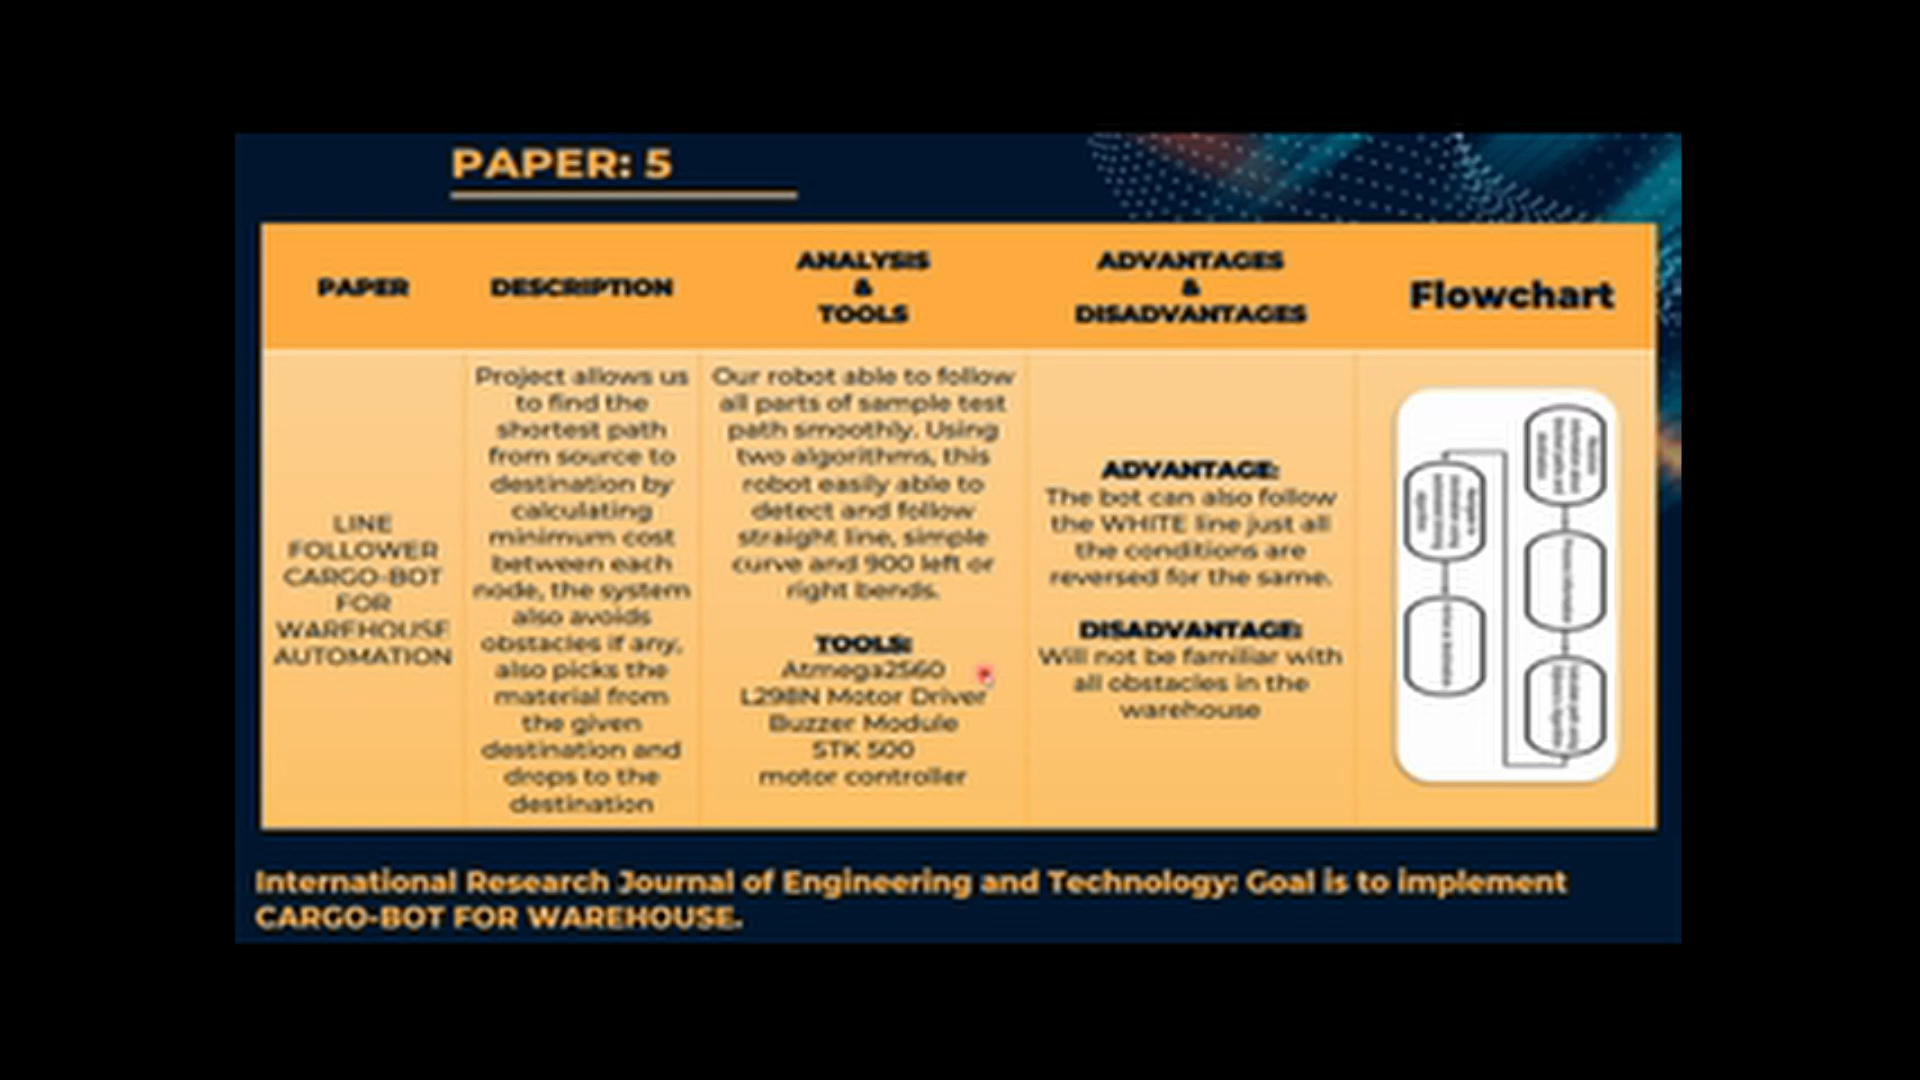 PAPER: 5
PAPER
DESCRIPTION
ANALYSIS
&
TOOLS
ADVANTAGES
&
DISADVANTAGES
Flowchart
LINE
FOLLOWER
CARGO-BOT
FOR
WAREHOUSE
AUTOMATION
Project allows us
to find the
shortest path
from source to
destination by
calculating
minimum cost
between each
node, the system
also avoids
obstacles if any,
also picks the
material from
the given
destination and
drops to the
destination
Our robot able to follow
all parts of sample test
path smoothly. Using
two algorithms, this
robot easily able to
detect and follow
straight line, simple
curve and 900 left or
right bends.
TOOLS:
Atmega2560
L298N Motor Driver
Buzzer Module
STK 500
motor controller
ADVANTAGE:
The bot can also follow
the WHITE line just all
the conditions are
reversed for the same.
DISADVANTAGE:
Will not be familiar with
all obstacles in the
warehouse
International Research Journal of Engineering and Technology: Goal is to implement
CARGO-BOT FOR WAREHOUSE.